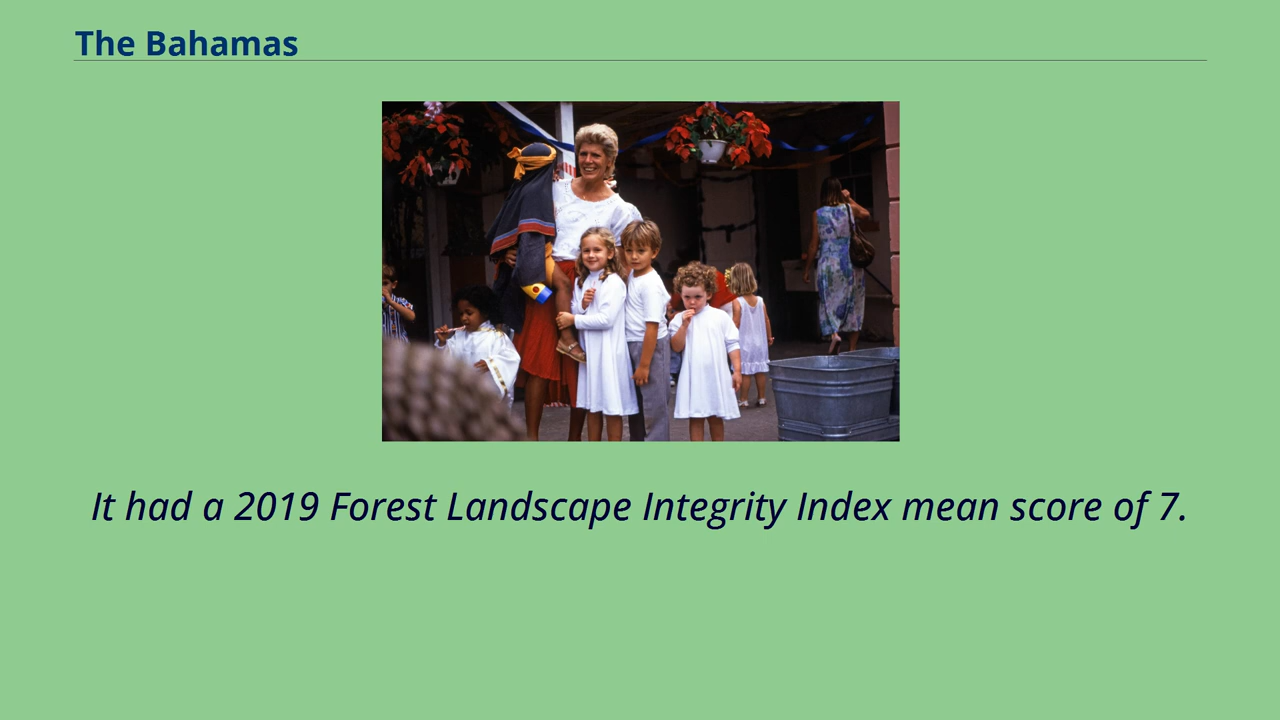 The Bahamas
It had a 2019 Forest Landscape Integrity Index mean score of 7.